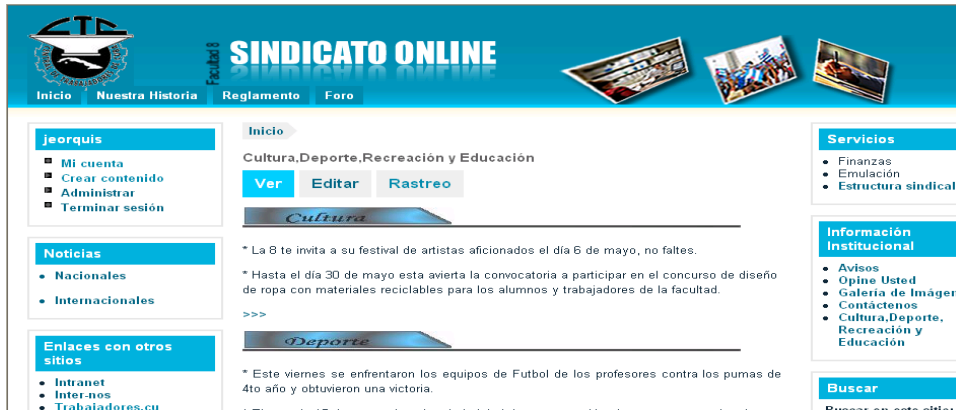 CTC
Facultad 8
SINDICATO ONLINE
Inicio Nuestra Historia Reglamento Foro
jeorquis
Mi cuenta
Crear contenido
Administrar
Terminar sesión
Noticias
Nacionales
Internacionales
Enlaces con otros
sitios
Intranet
Inter-nos
Trabajadores.cu
Inicio
Cultura,Deporte,Recreación y Educación
Ver Editar Rastreo
Cultura
* La 8 te invita a su festival de artistas aficionados el día 6 de mayo, no faltes.
* Hasta el día 30 de mayo esta avierta la convocatoria a participar en el concurso de diseño
de ropa con materiales reciclables para los alumnos y trabajadores de la facultad.
>>>
Deporte
* Este viernes se enfrentaron los equipos de Futbol de los profesores contra los pumas de
4to año y obtuvieron una victoria.
Servicios
Finanzas
Emulación
Estructura sindical
Información
Institucional
Avisos
Opine Usted
Galería de Imágen
Contáctenos
Cultura,Deporte,
Recreación y
Educación
Buscar
Buscar en este sitio: